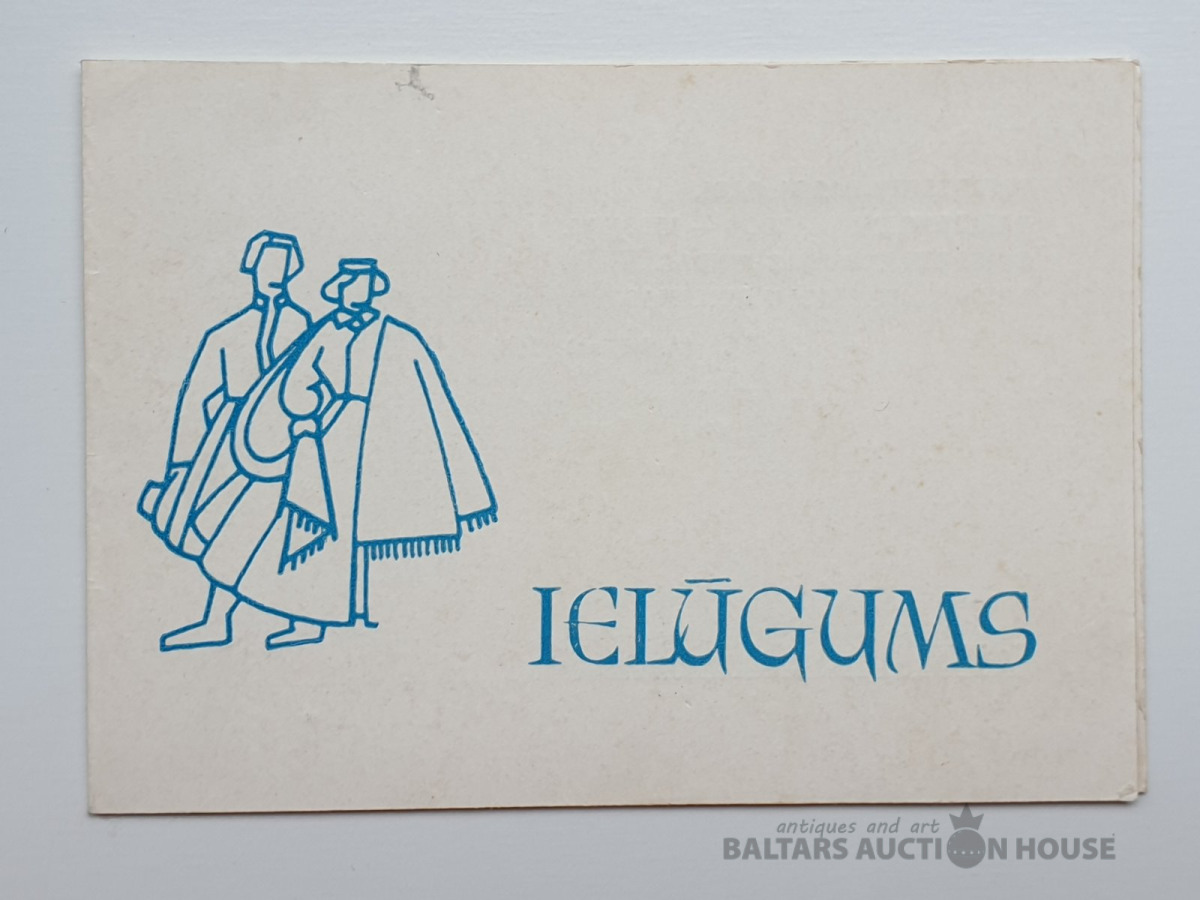 IELŪGUMS
antiques and art
BALTARS AUCTION HOUSE